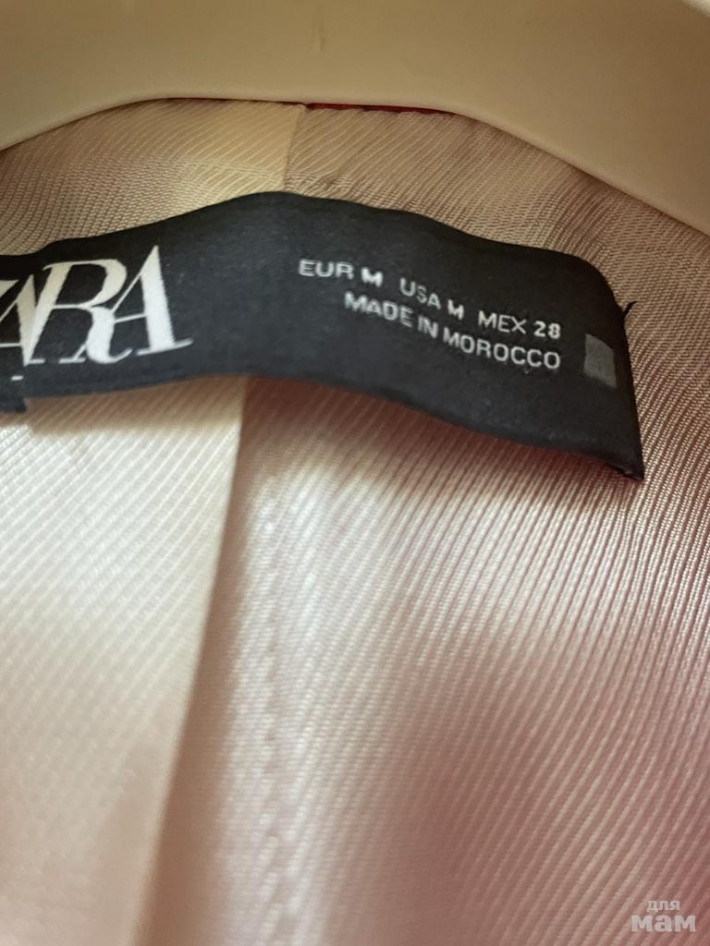 ZARA
EUR M USA M MEX 28
MADE IN MOROCCO
для
мам